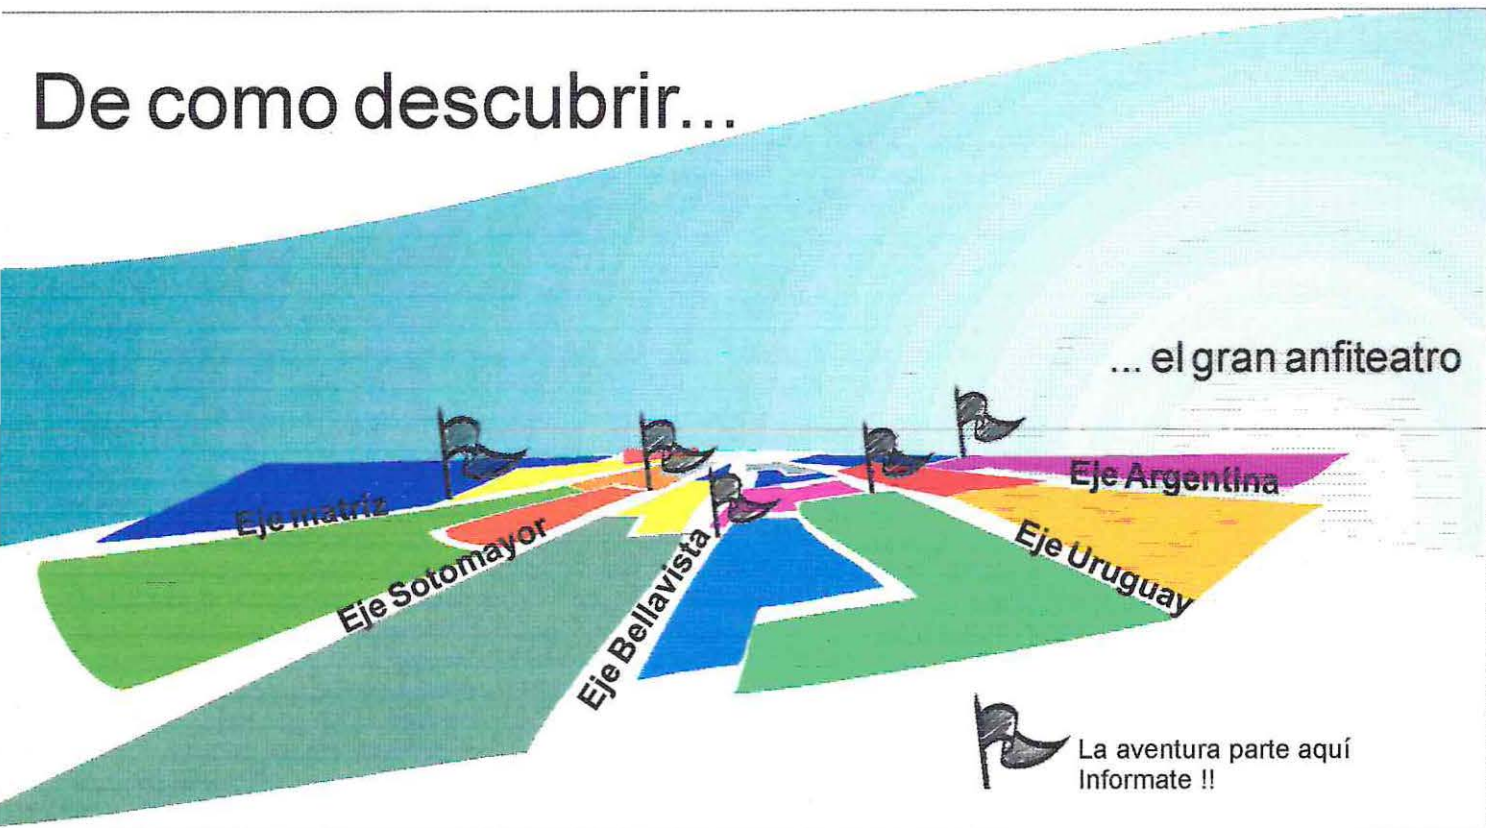 De como descubrir...
... el gran anfiteatro
Eje matríz
Eje Sotomayor
Eje Bellavista
Eje Uruguay
Eje Argentina
La aventura parte aquí
Informate !!